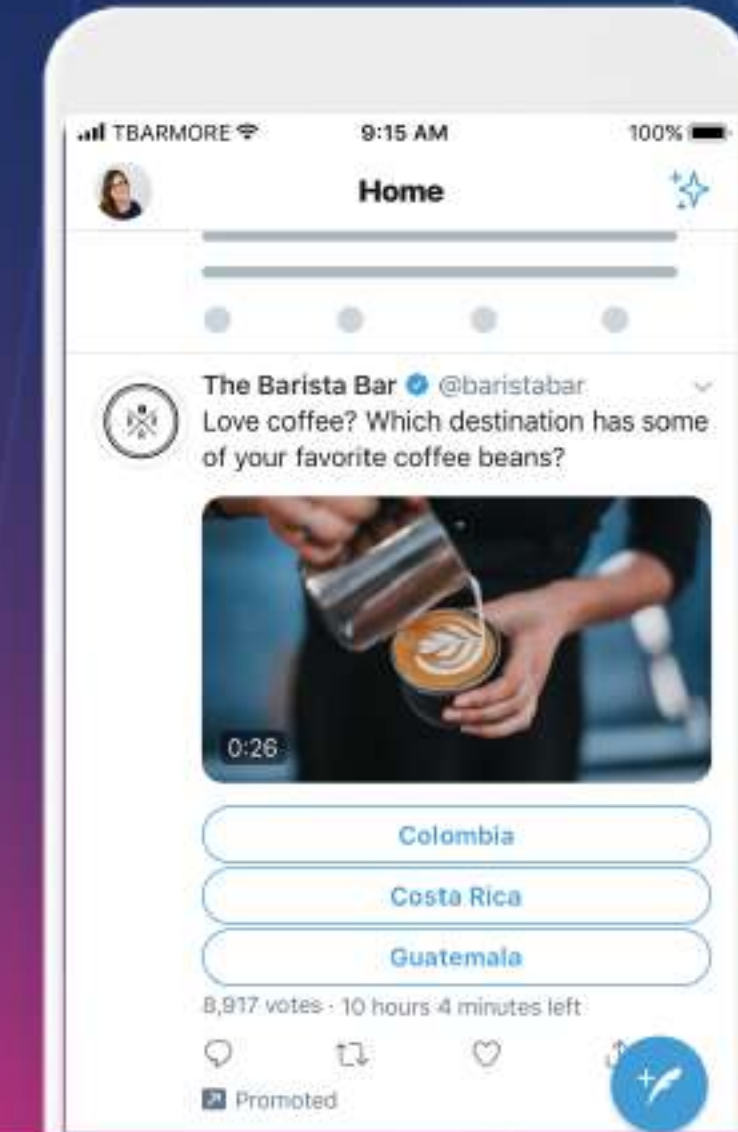 TBARMORE 9:15 AM 100%
Home
The Barista Bar @baristabar
Love coffee? Which destination has some
of your favorite coffee beans?
0:26
Colombia
Costa Rica
Guatemala
8,917 votes · 10 hours 4 minutes left
Promoted